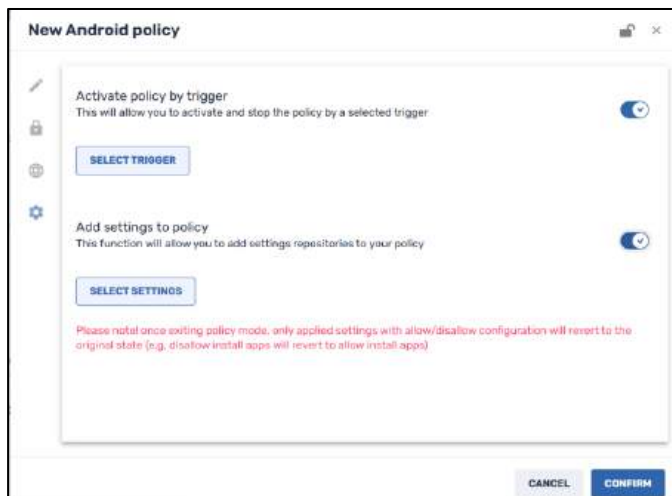 New Android policy
Activate policy by trigger
This will allow you to activate and stop the policy by a selected trigger
SELECT TRIGGER
Add settings to policy
This function will allow you to add settings repositories to your policy
SELECT SETTINGS
Please note! once exiting policy mode, only applied settings with allow/disallow configuration will revert to the
original state (e.g. disallow install apps will revert to allow install apps)
CANCEL
CONFIRM